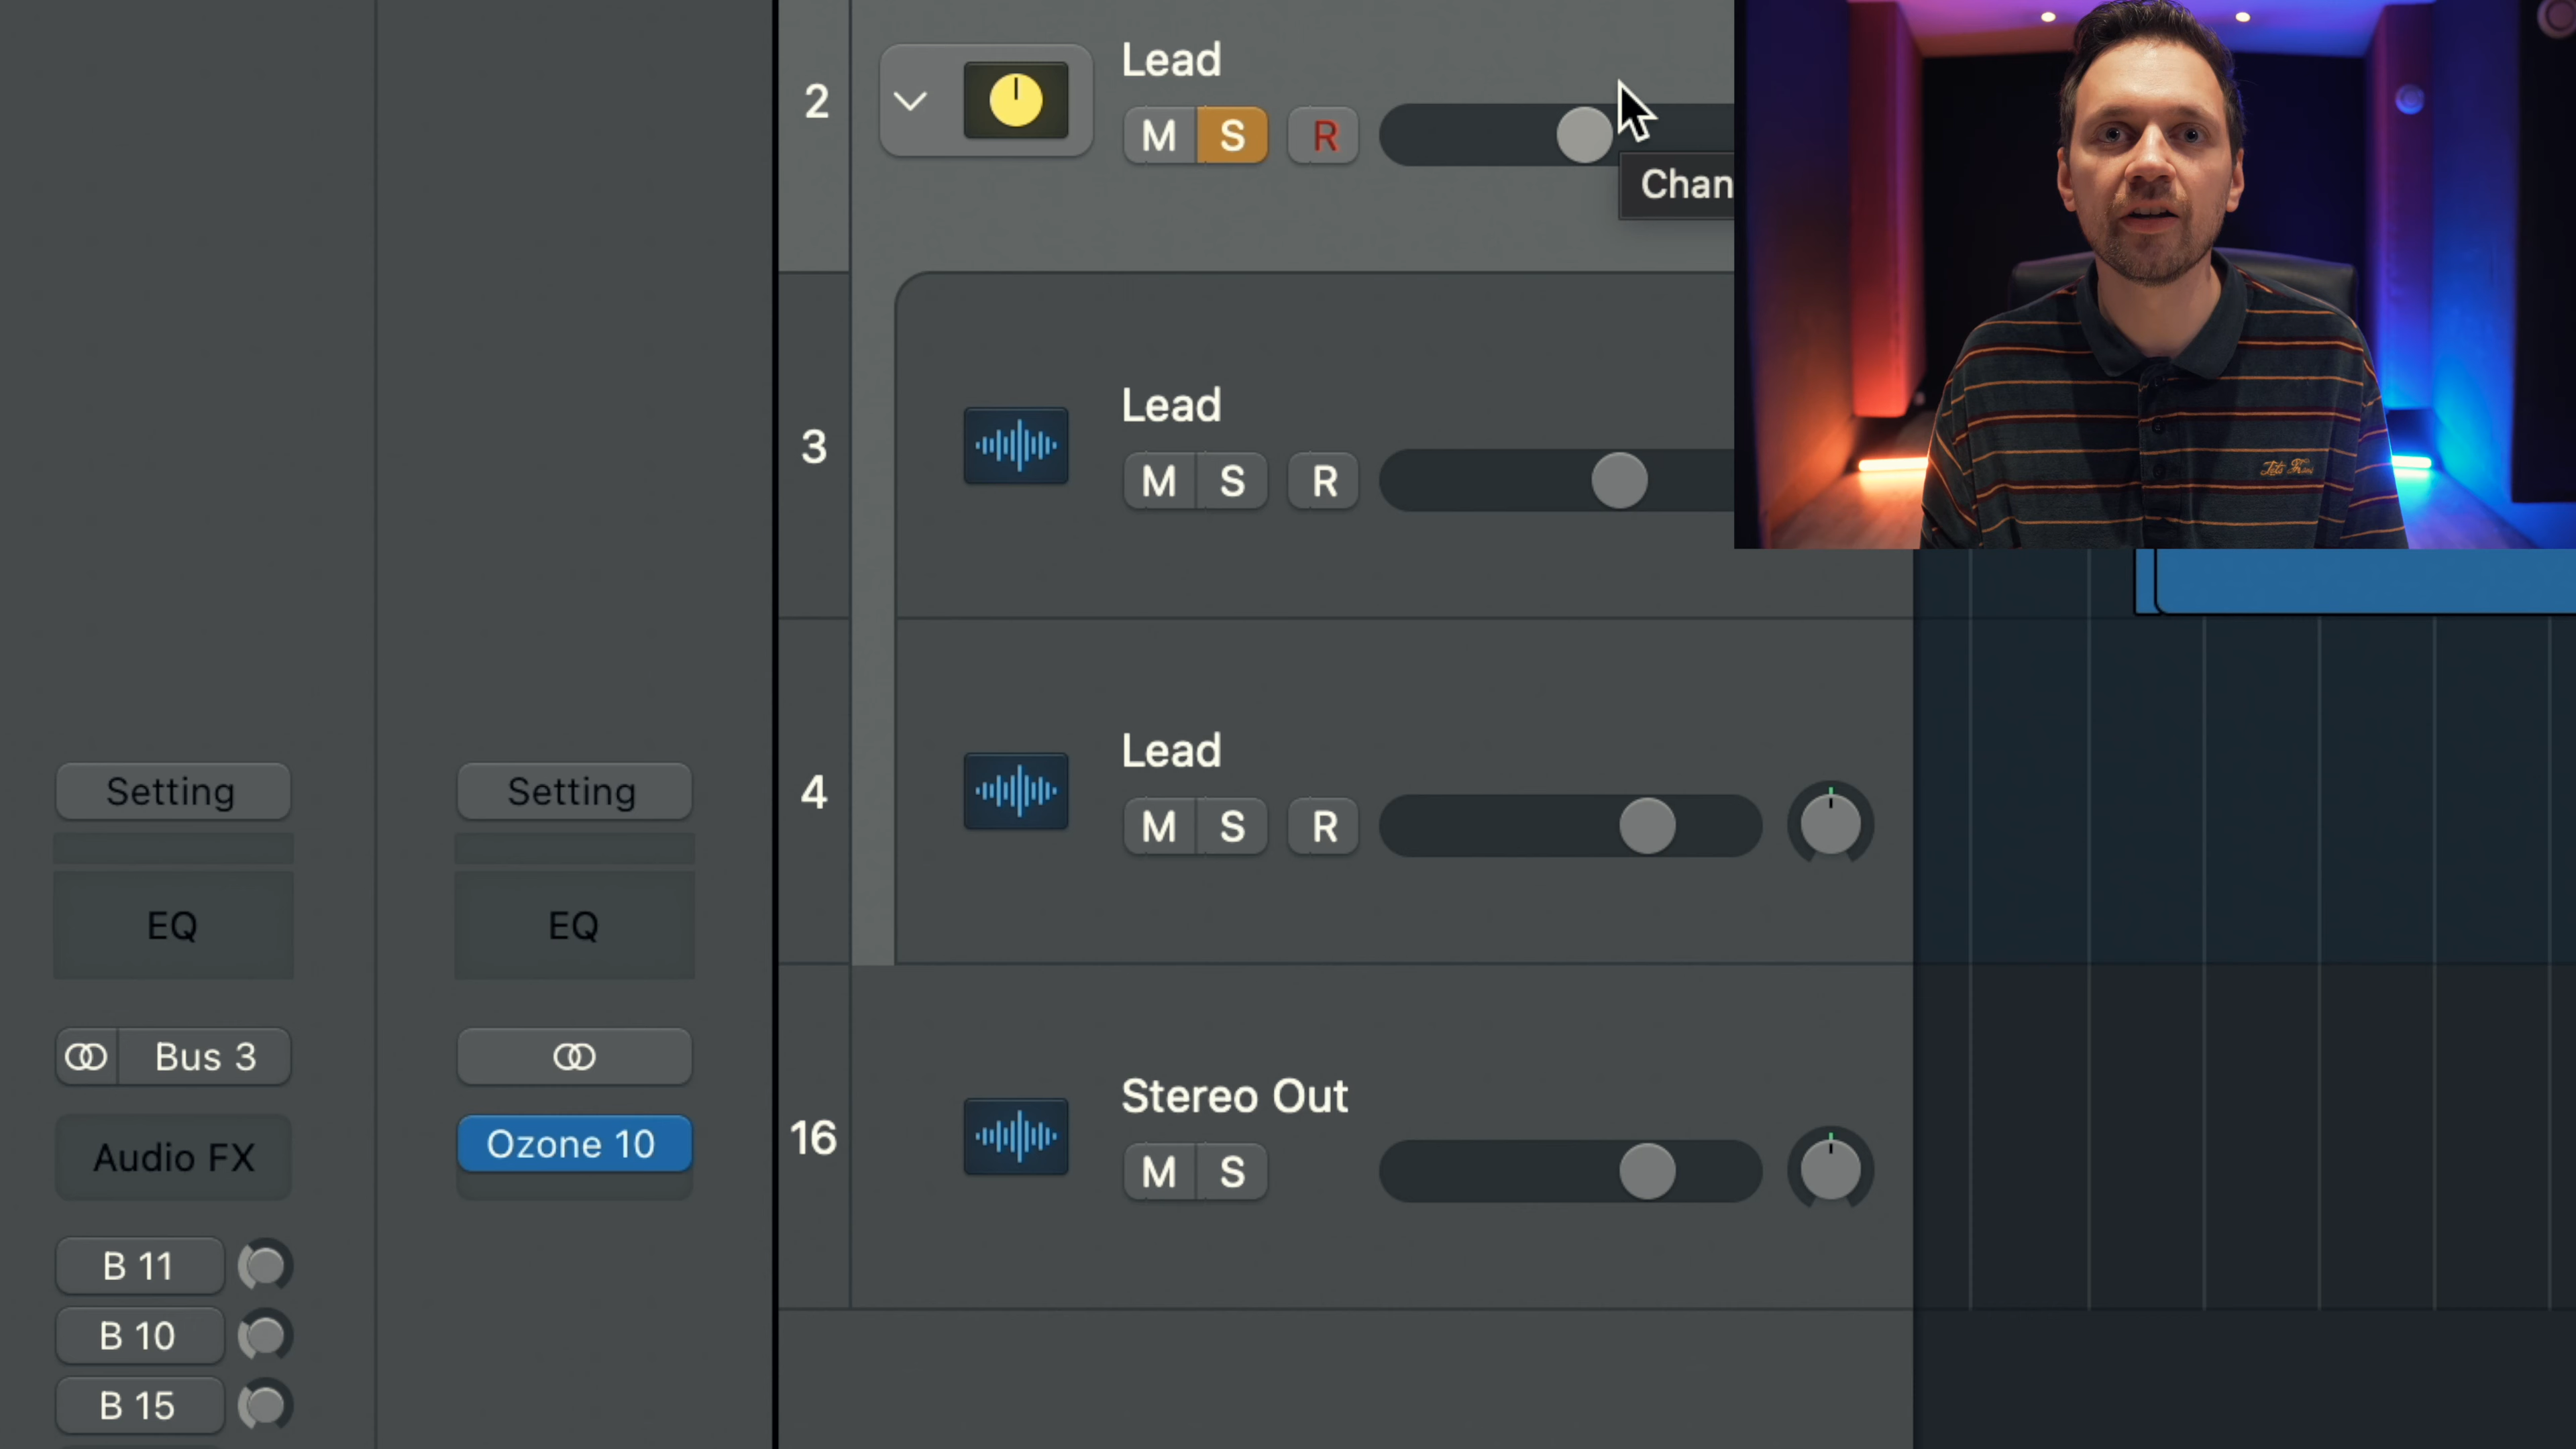 Setting
EQ
Bus 3
Audio FX
B 11
B 10
B 15
Setting
EQ
Ozone 10
2
Lead
M S R
Chan
3
Lead
M S R
4
Lead
M S R
16
Stereo Out
M S